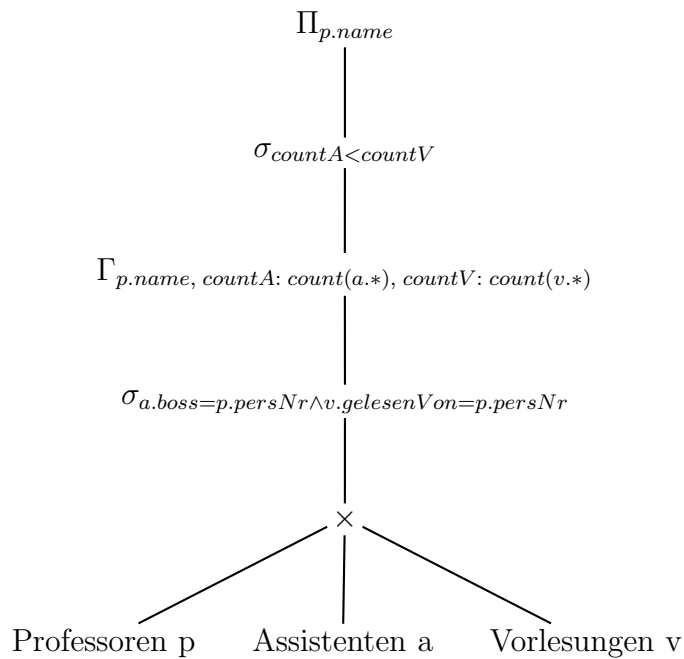 Π_{p.name}
σ_{countA<countV}
Γ_{p.name, countA: count(a.*), countV: count(v.*)}
σ_{a.boss=p.persNr∧v.gelesenVon=p.persNr}
×
Professoren p Assistenten a Vorlesungen v